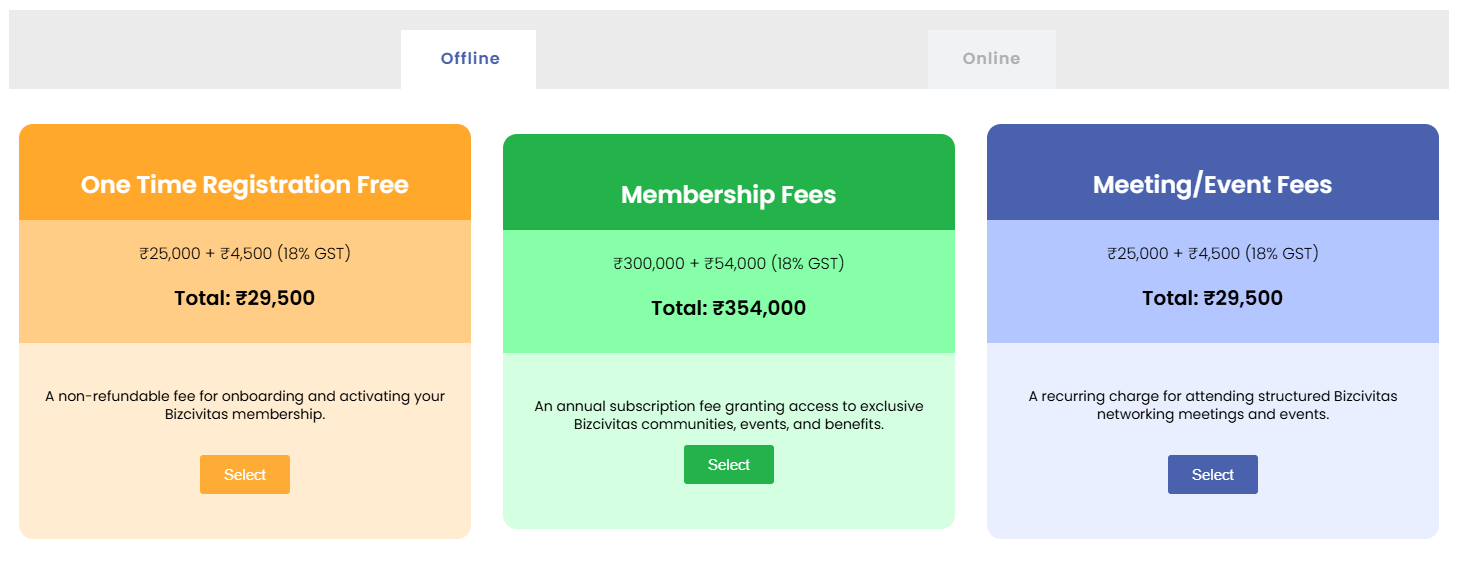 Offline
Online
One Time Registration Free
₹25,000 + ₹4,500 (18% GST)
Total: ₹29,500
A non-refundable fee for onboarding and activating your
Bizcivitas membership.
Select
Membership Fees
₹300,000 + ₹54,000 (18% GST)
Total: ₹354,000
An annual subscription fee granting access to exclusive
Bizcivitas communities, events, and benefits.
Select
Meeting/Event Fees
₹25,000 + ₹4,500 (18% GST)
Total: ₹29,500
A recurring charge for attending structured Bizcivitas
networking meetings and events.
Select